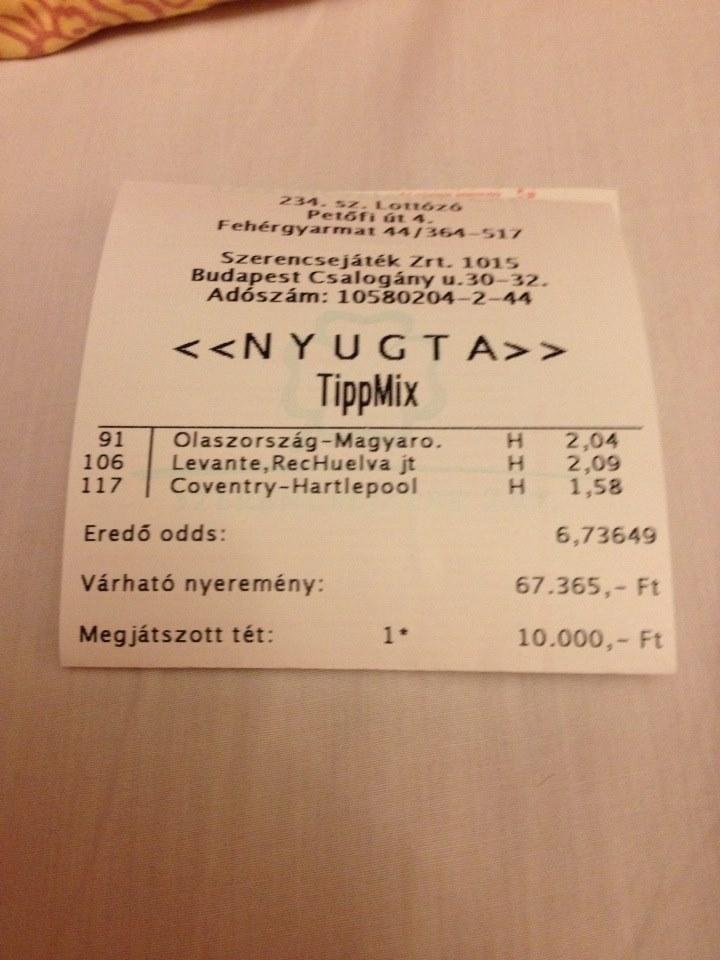 234. sz. Lottózó
Petőfi út 4.
Fehérgyarmat 44/364-517
Szerencsejáték Zrt. 1015
Budapest Csalogány u.30-32.
Adószám: 10580204-2-44
<<NYUGTA>>
TippMix
91 Olaszország-Magyaro. H 2,04
106 Levante,RecHuelva jt H 2,09
117 Coventry-Hartlepool H 1,58
Eredő odds: 6,73649
Várható nyeremény: 67.365,- Ft
Megjátszott tét: 1* 10.000,- Ft